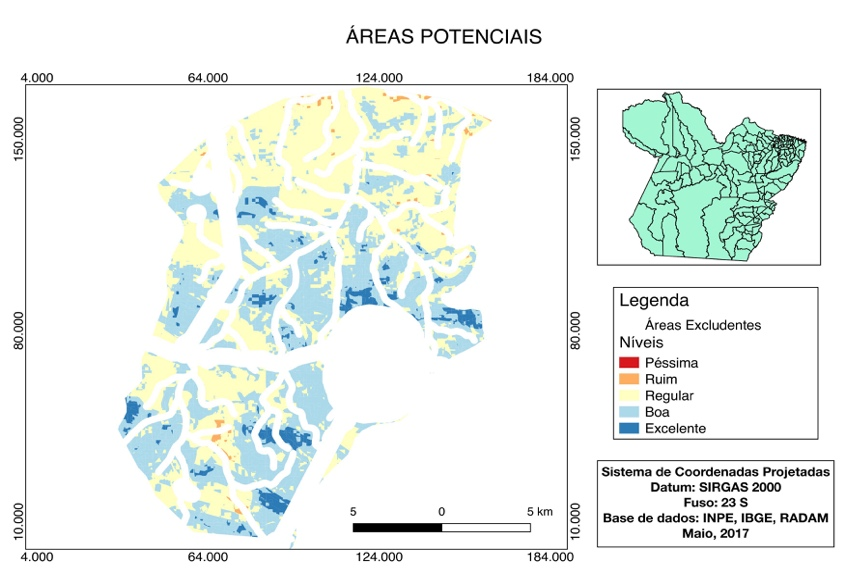 ÁREAS POTENCIAIS
4.000 64.000 124.000 184.000
150.000 150.000
80.000 80.000
10.000 10.000
5 0 5 km
4.000 64.000 124.000 184.000
Legenda
Áreas Excludentes
Níveis
Péssima
Ruim
Regular
Boa
Excelente
Sistema de Coordenadas Projetadas
Datum: SIRGAS 2000
Fuso: 23 S
Base de dados: INPE, IBGE, RADAM
Maio, 2017